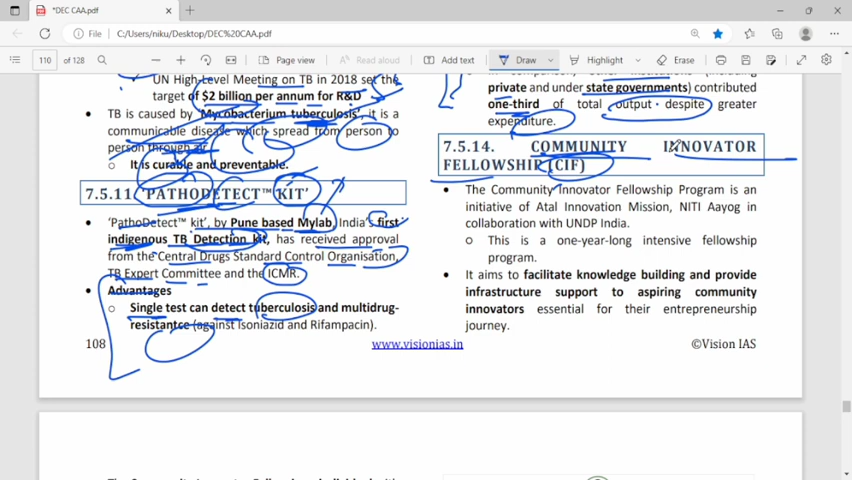 "DEC CAA.pdf
File
C:/Users/niku/Desktop/DEC%20CAA.pdf
110 of 128
Page view
Read aloud
Add text
Draw
Highlight
Erase
UN High-Level Meeting on TB in 2018 set the
target of $2 billion per annum for R&D
• TB is caused by 'Mycobacterium tuberculosis', it is a
communicable disease which spread from person to
person through air.
o It is curable and preventable.
7.5.11. 'PATHODETECT™ KIT'
• 'PathoDetect™ kit', by Pune based Mylab, India's first
indigenous TB Detection Kit, has received approval
from the Central Drugs Standard Control Organisation,
TB Expert Committee and the ICMR.
• Advantages
o Single test can detect tuberculosis and multidrug-
resistantce (against Isoniazid and Rifampacin).
108
private and under state governments) contributed
one-third of total output despite greater
expenditure.
7.5.14. COMMUNITY INNOVATOR
FELLOWSHIP (CIF)
• The Community Innovator Fellowship Program is an
initiative of Atal Innovation Mission, NITI Aayog in
collaboration with UNDP India.
o This is a one-year-long intensive fellowship
program.
• It aims to facilitate knowledge building and provide
infrastructure support to aspiring community
innovators essential for their entrepreneurship
journey.
www.visionias.in
©Vision IAS